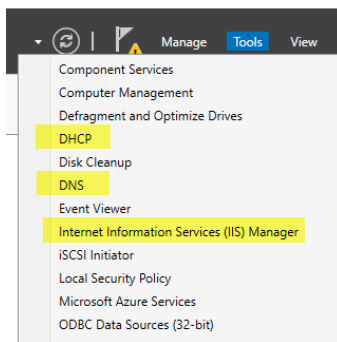 Manage Tools View
Component Services
Computer Management
Defragment and Optimize Drives
DHCP
Disk Cleanup
DNS
Event Viewer
Internet Information Services (IIS) Manager
iSCSI Initiator
Local Security Policy
Microsoft Azure Services
ODBC Data Sources (32-bit)